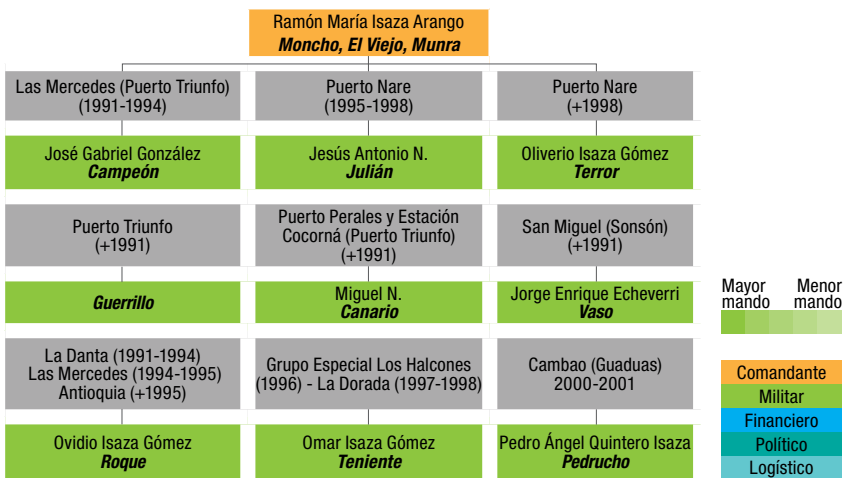 Ramón María Isaza Arango
Moncho, El Viejo, Munra
Las Mercedes (Puerto Triunfo)
(1991-1994)
Puerto Nare
(1995-1998)
Puerto Nare
(+1998)
José Gabriel González
Campeón
Jesús Antonio N.
Julián
Oliverio Isaza Gómez
Terror
Puerto Triunfo
(+1991)
Puerto Perales y Estación
Cocorná (Puerto Triunfo)
(+1991)
San Miguel (Sonsón)
(+1991)
Guerrillo
Miguel N.
Canario
Jorge Enrique Echeverri
Vaso
La Danta (1991-1994)
Las Mercedes (1994-1995)
Antioquia (+1995)
Grupo Especial Los Halcones
(1996) - La Dorada (1997-1998)
Cambao (Guaduas)
2000-2001
Ovidio Isaza Gómez
Roque
Omar Isaza Gómez
Teniente
Pedro Ángel Quintero Isaza
Pedrucho
Mayor
mando
Menor
mando
Comandante
Militar
Financiero
Político
Logístico